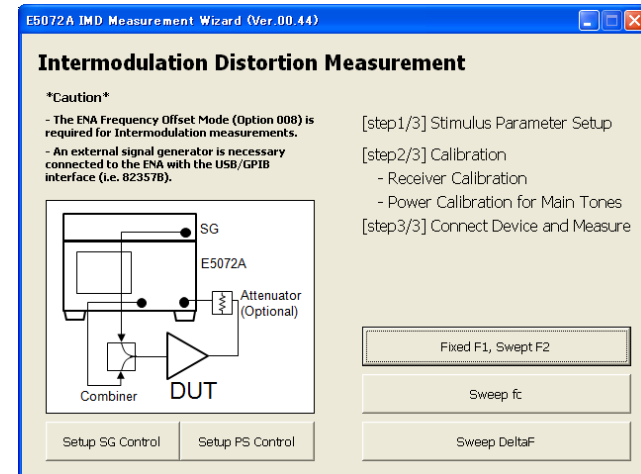 E5072A IMD Measurement Wizard (Ver.00.44)
Intermodulation Distortion Measurement
*Caution*
- The ENA Frequency Offset Mode (Option 008) is
required for Intermodulation measurements.
- An external signal generator is necessary
connected to the ENA with the USB/GPIB
interface (i.e. 82357B).
[step1/3] Stimulus Parameter Setup
[step2/3] Calibration
- Receiver Calibration
- Power Calibration for Main Tones
[step3/3] Connect Device and Measure
SG
E5072A
Attenuator
(Optional)
Combiner
DUT
Fixed F1, Swept F2
Sweep fc
Setup SG Control
Setup PS Control
Sweep DeltaF